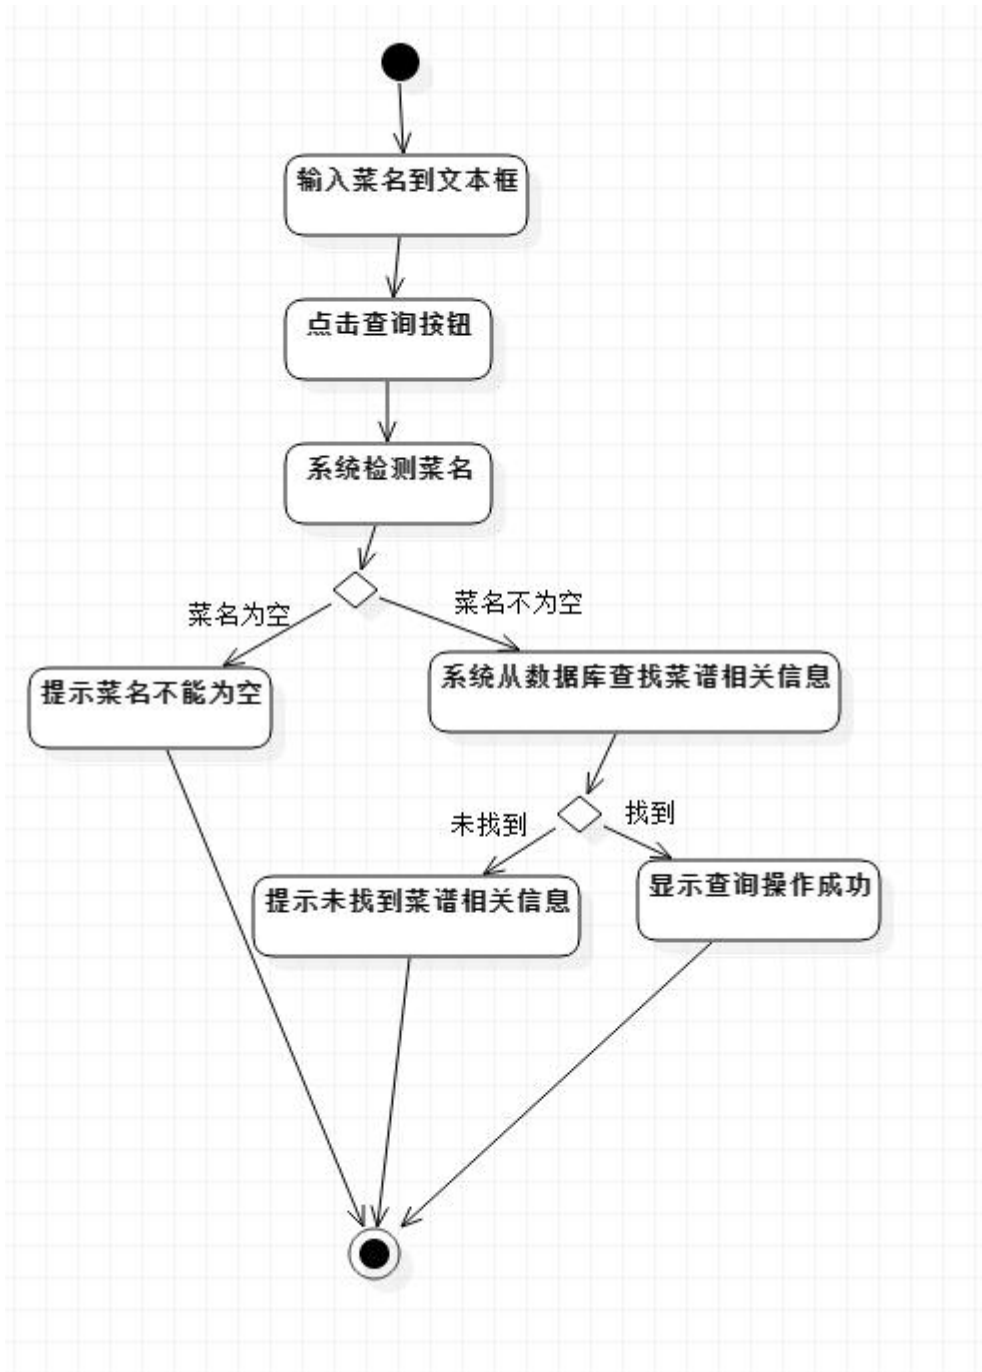 输入菜名到文本框
点击查询按钮
系统检测菜名
菜名为空
菜名不为空
提示菜名不能为空
系统从数据库查找菜谱相关信息
未找到
找到
提示未找到菜谱相关信息
显示查询操作成功